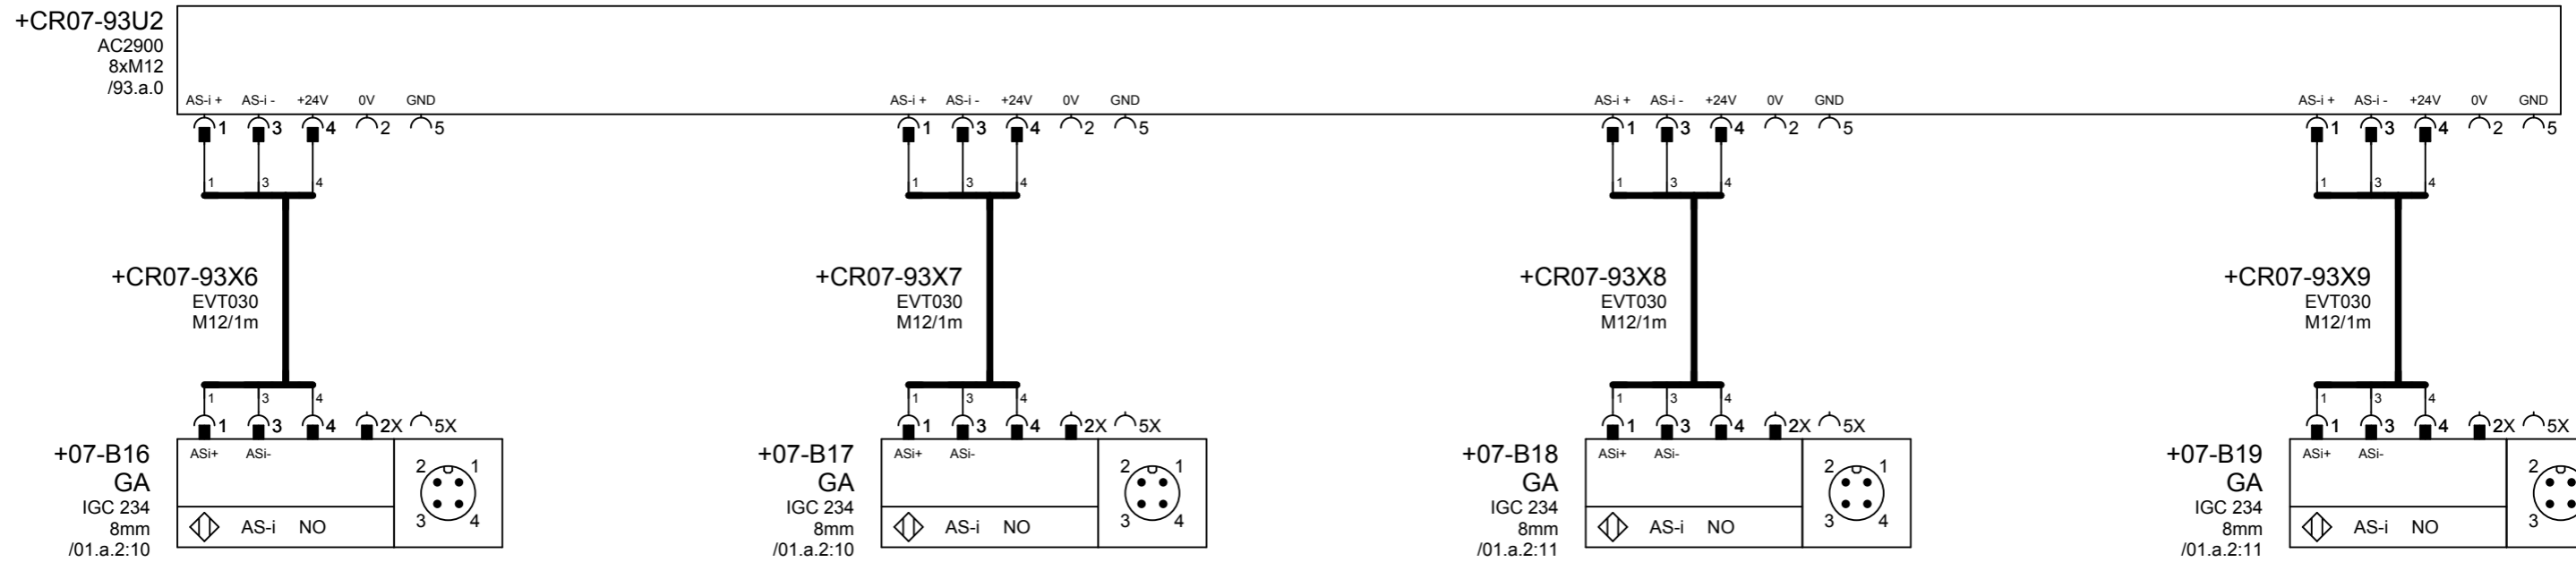 +CR07-93U2
AC2900
8xM12
/93.a.0
AS-i + AS-i - +24V 0V GND AS-i + AS-i - +24V 0V GND AS-i + AS-i - +24V 0V GND AS-i + AS-i - +24V 0V GND
1 3 4 2 5 1 3 4 2 5 1 3 4 2 5 1 3 4 2 5
1 3 4 1 3 4 1 3 4 1 3 4
+CR07-93X6
EVT030
M12/1m
+CR07-93X7
EVT030
M12/1m
+CR07-93X8
EVT030
M12/1m
+CR07-93X9
EVT030
M12/1m
1 3 4 1 3 4 1 3 4 1 3 4
1 3 4 2X 5X 1 3 4 2X 5X 1 3 4 2X 5X 1 3 4 2X 5X
+07-B16
GA
IGC 234
8mm
/01.a.2:10
ASi+ ASi-
AS-i NO
2 1
3 4
+07-B17
GA
IGC 234
8mm
/01.a.2:10
ASi+ ASi-
AS-i NO
2 1
3 4
+07-B18
GA
IGC 234
8mm
/01.a.2:11
ASi+ ASi-
AS-i NO
2 1
3 4
+07-B19
GA
IGC 234
8mm
/01.a.2:11
ASi+ ASi-
AS-i NO
2
3